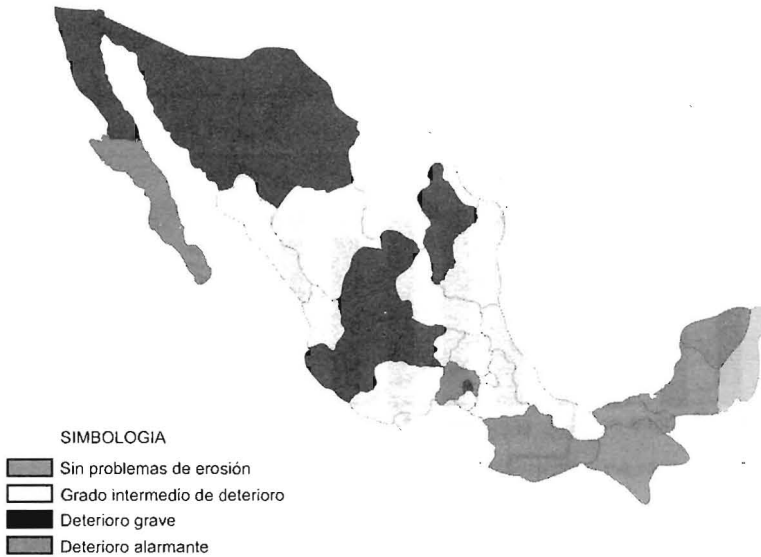 SIMBOLOGIA
Sin problemas de erosión
Grado intermedio de deterioro
Deterioro grave
Deterioro alarmante